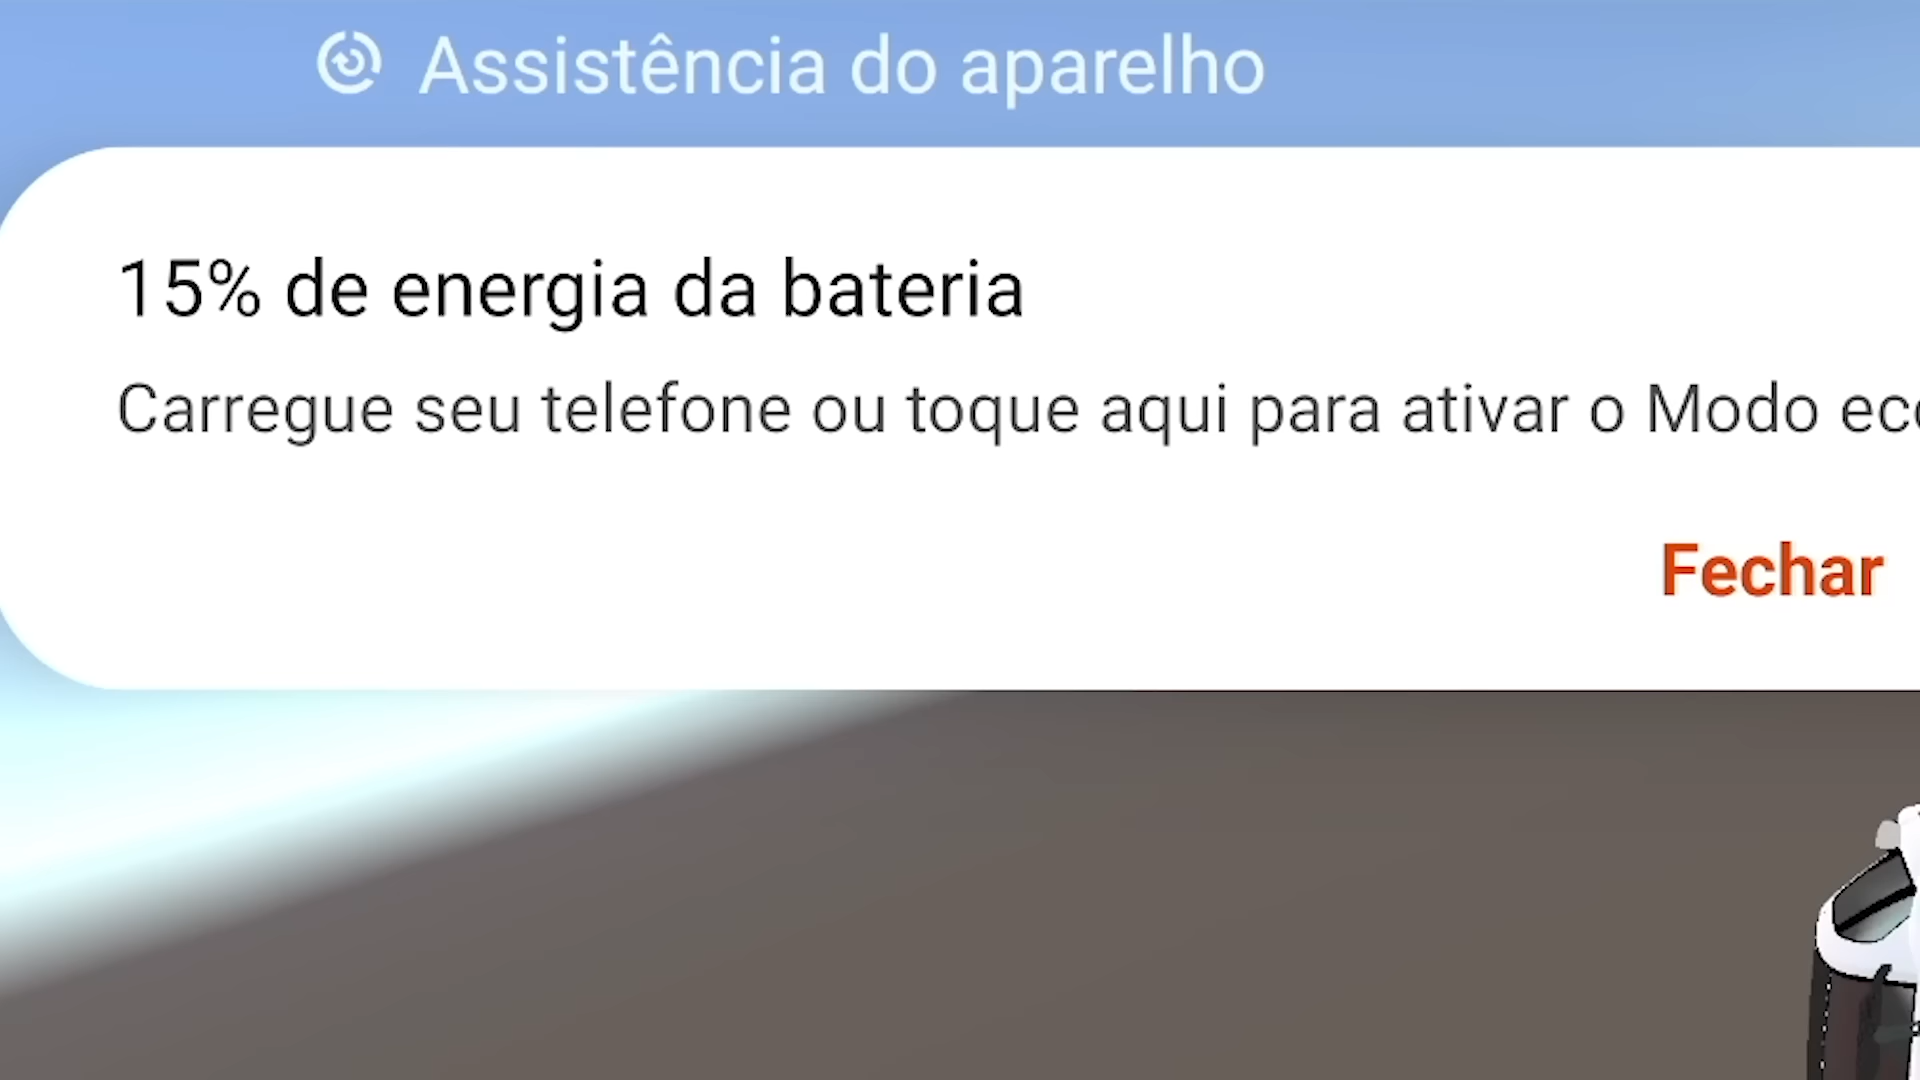 Assistência do aparelho
15% de energia da bateria
Carregue seu telefone ou toque aqui para ativar o Modo
Fechar